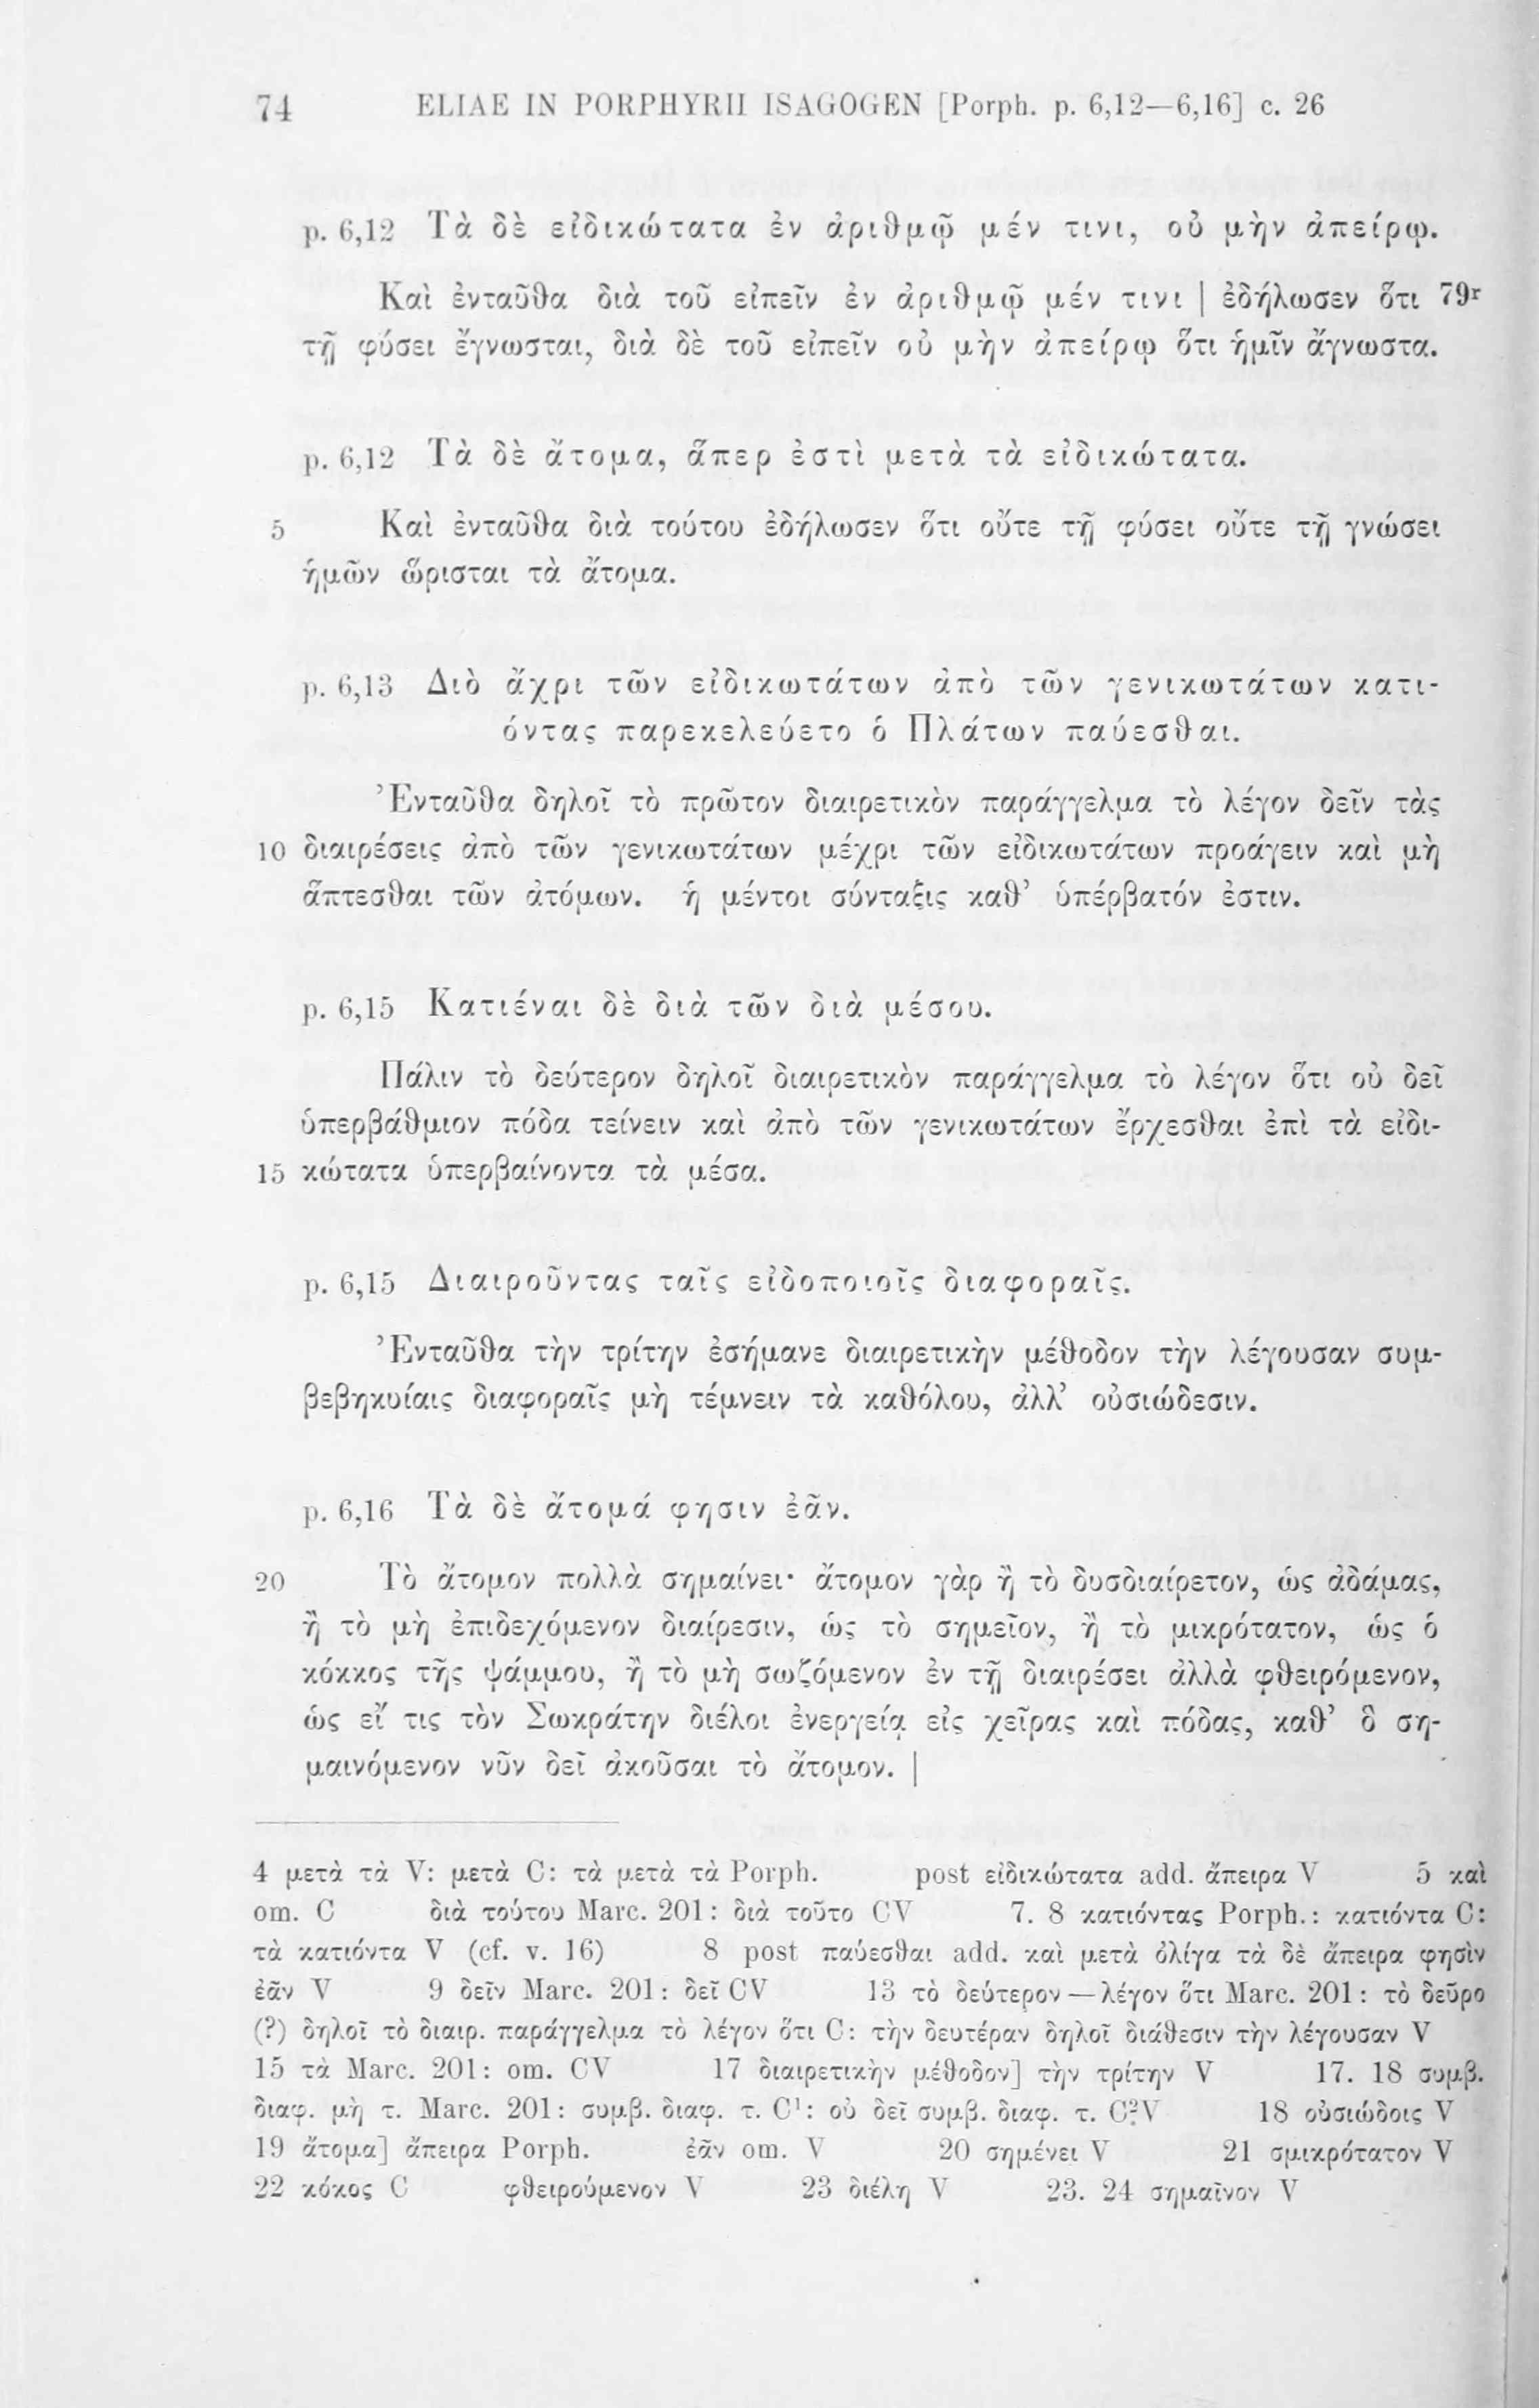 74 ELIAE IN PORPHYRII ISAGOGEN [Porph. p. 6,12—6,16] c. 26
p. 6,12 Τὰ δὲ εἰδικώτατα ἐν ἀριθμῷ μέν τινι, οὐ μὴν ἀπείρῳ.
Καὶ ἐνταῦθα διὰ τοῦ εἰπεῖν ἐν ἀριθμῷ μέν τινι | ἐδήλωσεν ὅτι 79r
τῇ φύσει ἔγνωσται, διὰ δὲ τοῦ εἰπεῖν οὐ μὴν ἀπείρῳ ὅτι ἡμῖν ἄγνωστα.
p. 6,12 Τὰ δὲ ἄτομα, ἅπερ ἐστὶ μετὰ τὰ εἰδικώτατα.
5 Καὶ ἐνταῦθα διὰ τούτου ἐδήλωσεν ὅτι οὔτε τῇ φύσει οὔτε τῇ γνώσει
ἡμῶν ὥρισται τὰ ἄτομα.
p. 6,13 Διὸ ἄχρι τῶν εἰδικωτάτων ἀπὸ τῶν γενικωτάτων κατι-
όντας παρεκελεύετο ὁ Πλάτων παύεσθαι.
Ἐνταῦθα δηλοῖ τὸ πρῶτον διαιρετικὸν παράγγελμα τὸ λέγον δεῖν τὰς
10 διαιρέσεις ἀπὸ τῶν γενικωτάτων μέχρι τῶν εἰδικωτάτων προάγειν καὶ μὴ
ἅπτεσθαι τῶν ἀτόμων. ἡ μέντοι σύνταξις καθ’ ὑπέρβατόν ἐστιν.
p. 6,15 Κατιέναι δὲ διὰ τῶν διὰ μέσου.
Πάλιν τὸ δεύτερον δηλοῖ διαιρετικὸν παράγγελμα τὸ λέγον ὅτι οὐ δεῖ
ὑπερβάθμιον πόδα τείνειν καὶ ἀπὸ τῶν γενικωτάτων ἔρχεσθαι ἐπὶ τὰ εἰδι-
15 κώτατα ὑπερβαίνοντα τὰ μέσα.
p. 6,15 Διαιροῦντας ταῖς εἰδοποιοῖς διαφοραῖς.
Ἐνταῦθα τὴν τρίτην ἐσήμανε διαιρετικὴν μέθοδον τὴν λέγουσαν συμ-
βεβηκυίαις διαφοραῖς μὴ τέμνειν τὰ καθόλου, ἀλλ’ οὐσιώδεσιν.
p. 6,16 Τὰ δὲ ἄτομά φησιν ἐᾶν.
20 Τὸ ἄτομον πολλὰ σημαίνει· ἄτομον γὰρ ἢ τὸ δυσδιαίρετον, ὡς ἀδάμας,
ἢ τὸ μὴ ἐπιδεχόμενον διαίρεσιν, ὡς τὸ σημεῖον, ἢ τὸ μικρότατον, ὡς ὁ
κόκκος τῆς ψάμμου, ἢ τὸ μὴ σωζόμενον ἐν τῇ διαιρέσει ἀλλὰ φθειρόμενον,
ὡς εἴ τις τὸν Σωκράτην διέλοι ἐνεργείᾳ εἰς χεῖρας καὶ πόδας, καθ’ ὃ ση-
μαινόμενον νῦν δεῖ ἀκοῦσαι τὸ ἄτομον. |
4 μετὰ τὰ V: μετὰ C: τὰ μετὰ τὰ Porph. post εἰδικώτατα add. ἄπειρα V 5 καὶ
om. C διὰ τούτου Marc. 201: διὰ τοῦτο CV 7. 8 κατιόντας Porph.: κατιόντα C:
τὰ κατιόντα V (cf. v. 16) 8 post παύεσθαι add. καὶ μετὰ ὀλίγα τὰ δὲ ἄπειρα φησὶν
ἐᾶν V 9 δεῖν Marc. 201: δεῖ CV 13 τὸ δεύτερον — λέγον ὅτι Marc. 201: τὸ δεῦρο
(?) δηλοῖ τὸ διαιρ. παράγγελμα τὸ λέγον ὅτι C: τὴν δευτέραν δηλοῖ διάθεσιν τὴν λέγουσαν V
15 τὰ Marc. 201: om. CV 17 διαιρετικὴν μέθοδον] τὴν τρίτην V 17. 18 συμβ.
διαφ. μὴ τ. Marc. 201: συμβ. διαφ. τ. C¹: οὐ δεῖ συμβ. διαφ. τ. C²V 18 οὐσιώδοις V
19 ἄτομα] ἄπειρα Porph. ἐᾶν om. V 20 σημένει V 21 σμικρότατον V
22 κόκος C φθειρούμενον V 23 διέλη V 23. 24 σημαῖνον V